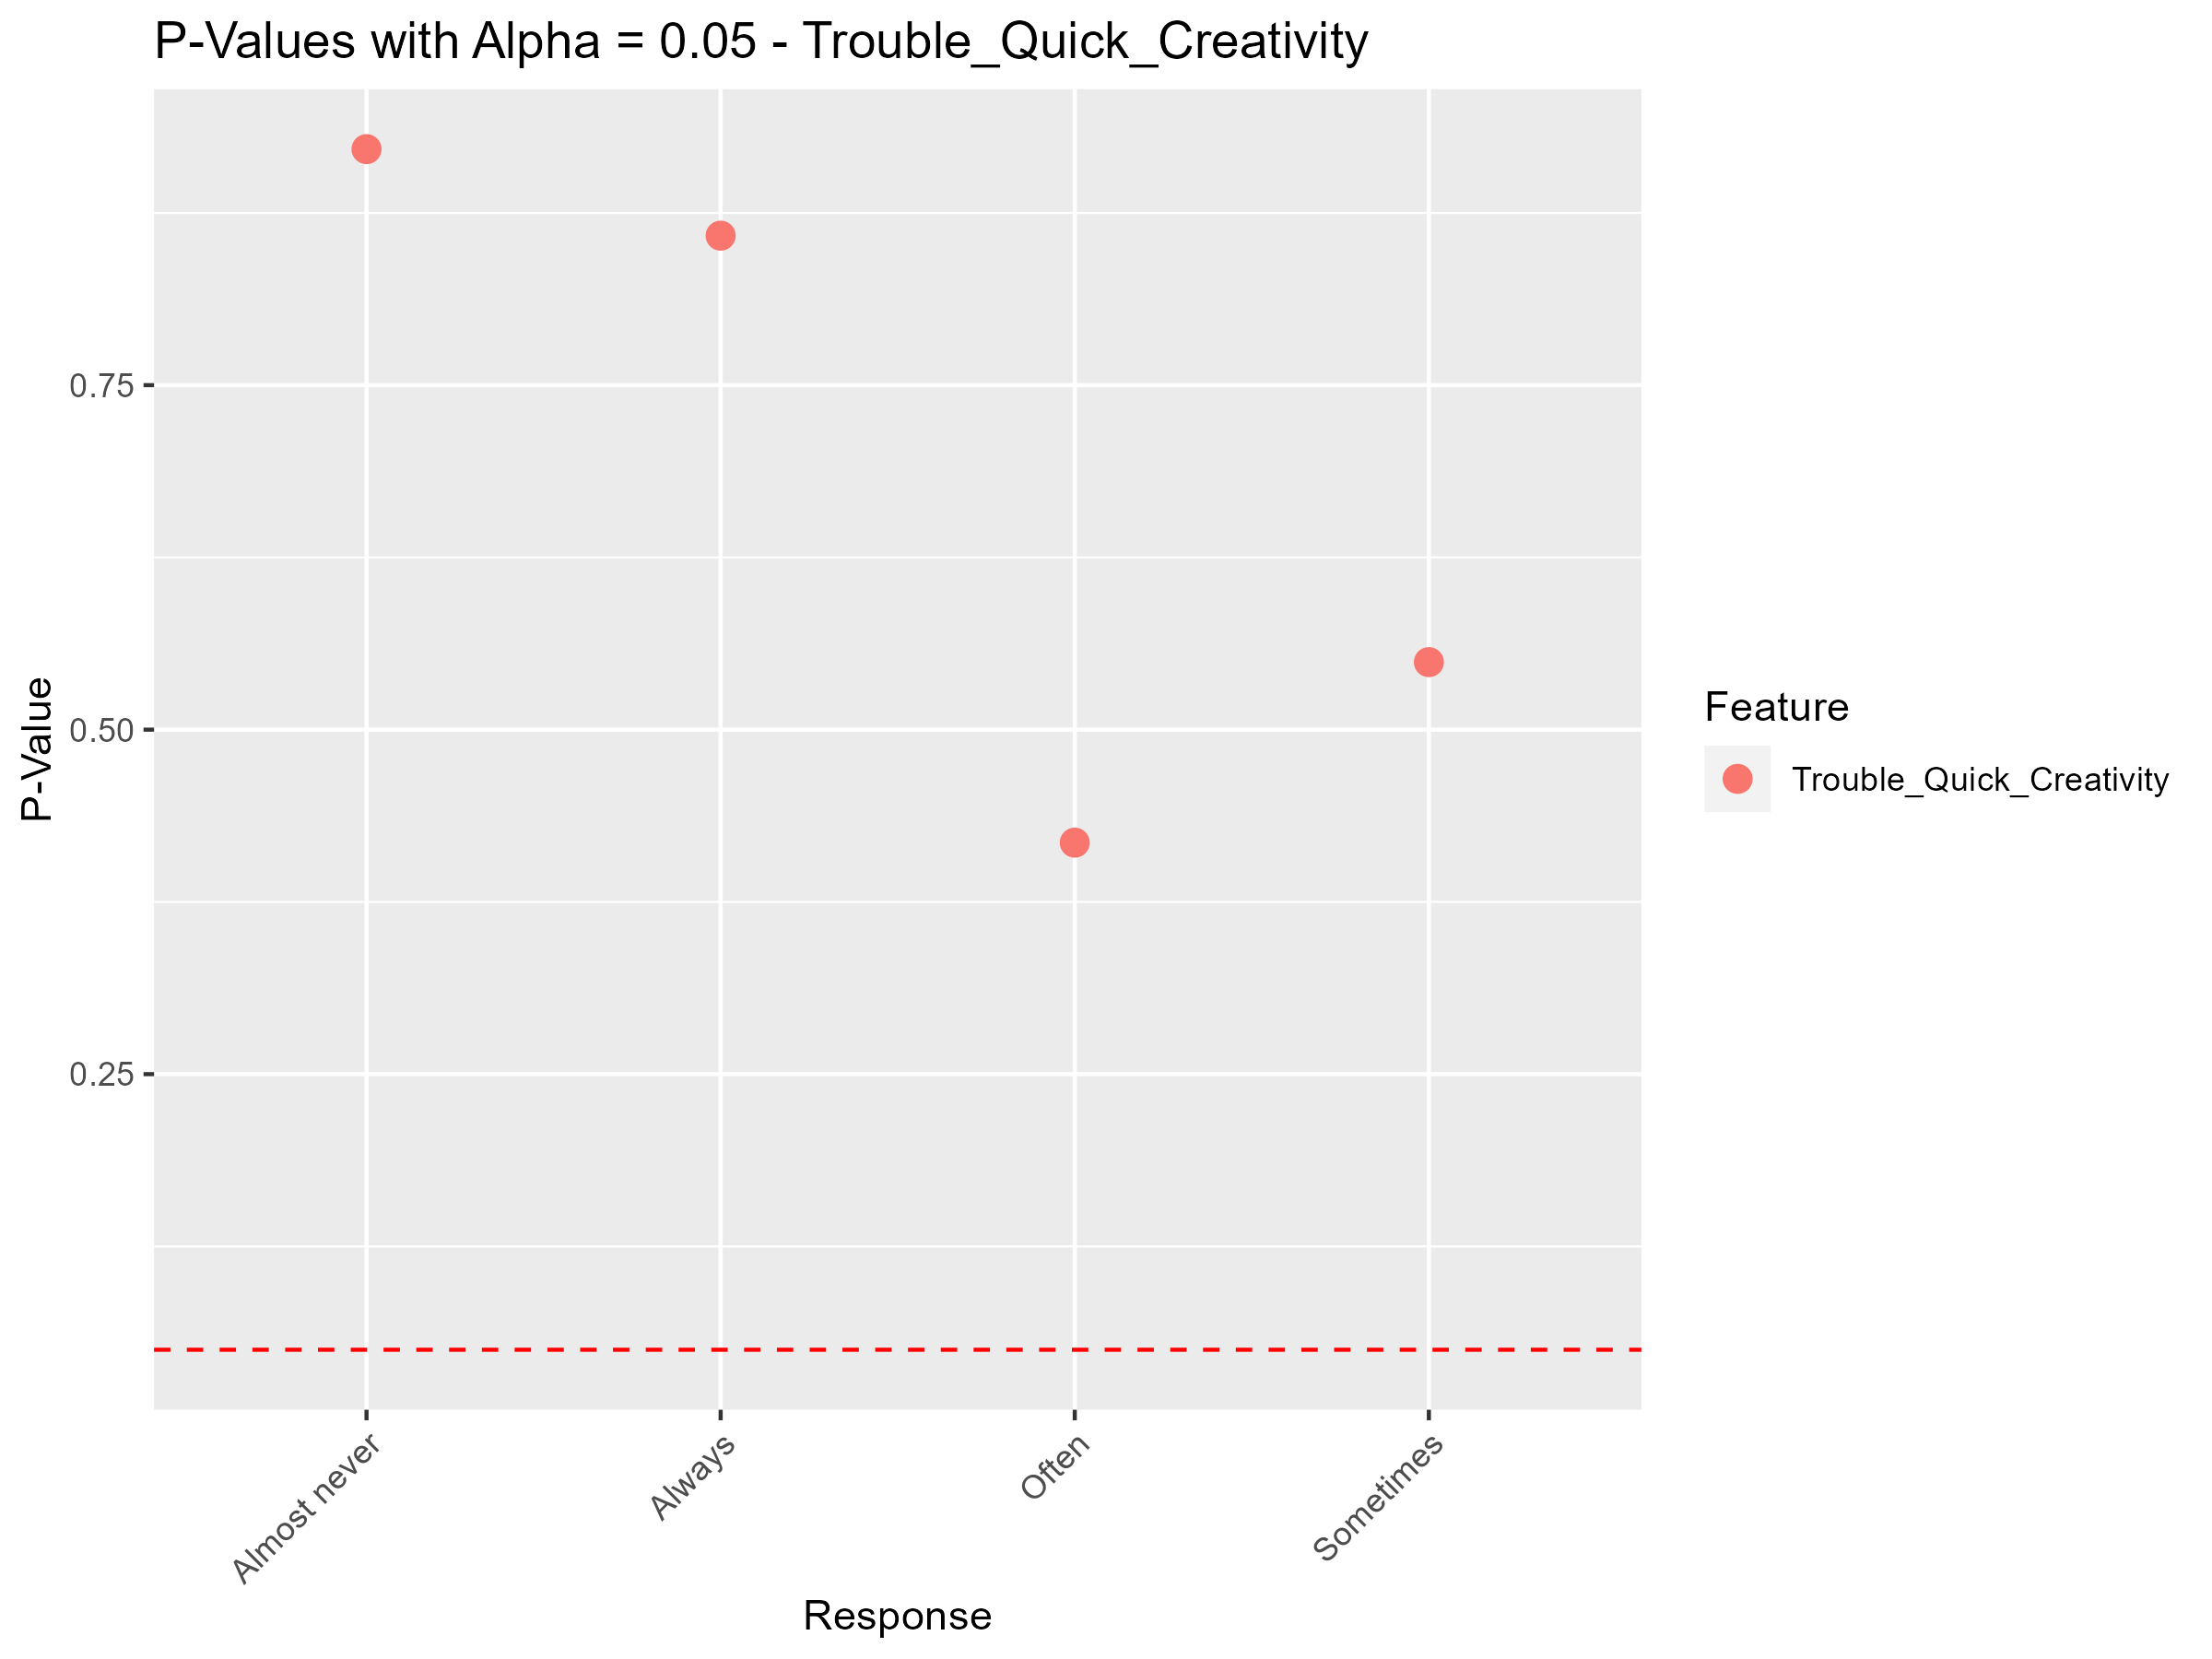 P-Values with Alpha = 0.05 - Trouble_Quick_Creativity
P-Value
0.75
0.50
0.25
Almost never
Always
Often
Sometimes
Response
Feature
Trouble_Quick_Creativity